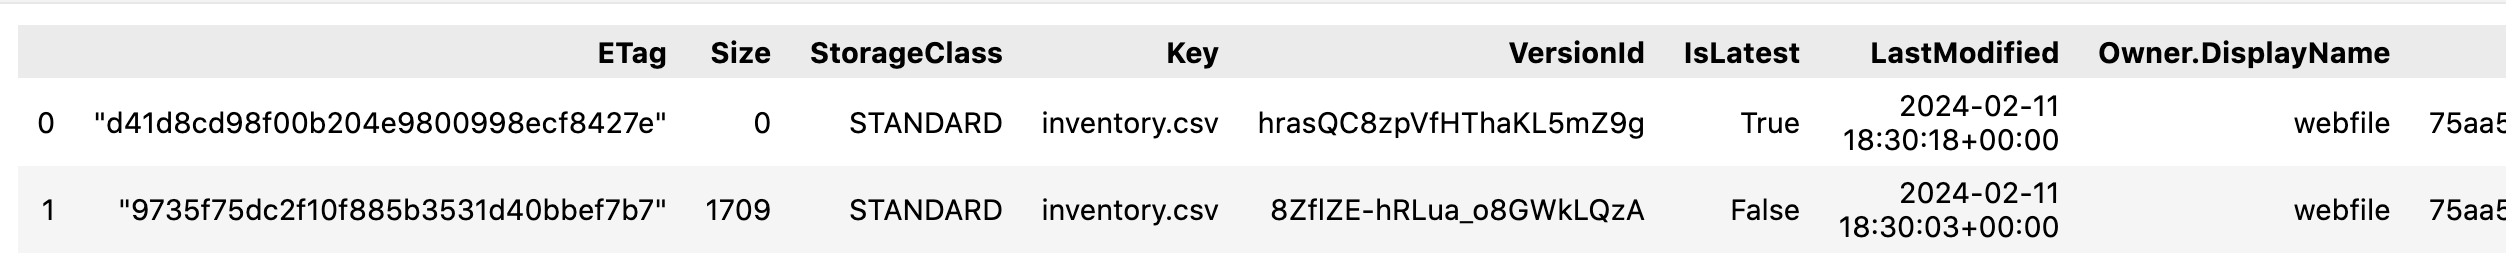 ETag Size StorageClass Key VersionId IsLatest LastModified Owner.DisplayName
0 "d41d8cd98f00b204e9800998ecf8427e" 0 STANDARD inventory.csv hrasQC8zpVfHThaKL5mZ9g True 2024-02-11 18:30:18+00:00 webfile 75aa5
1 "9735f75dc2f10f885b3531d40bbef7b7" 1709 STANDARD inventory.csv 8ZflZE-hRLua_o8GWkLQzA False 2024-02-11 18:30:03+00:00 webfile 75aa5